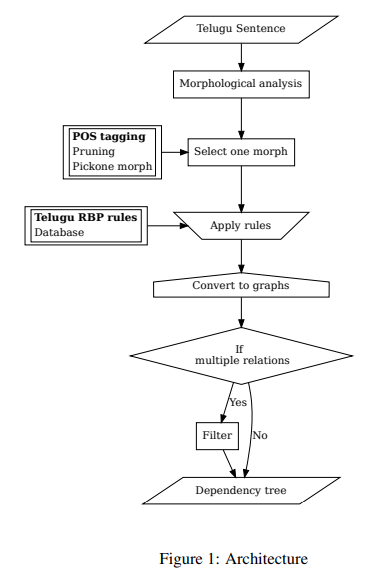 Telugu Sentence
Morphological analysis
POS tagging
Pruning
Pickone morph
Select one morph
Telugu RBP rules
Database
Apply rules
Convert to graphs
If
multiple relations
Yes
Filter
No
Dependency tree
Figure 1: Architecture